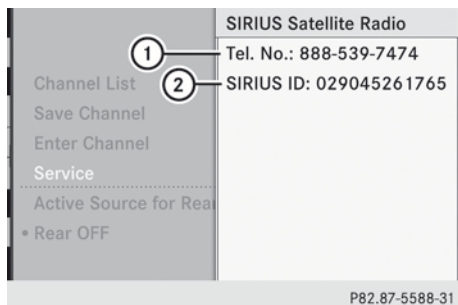 SIRIUS Satellite Radio
1
Tel. No.: 888-539-7474
Channel List
2
SIRIUS ID: 029045261765
Save Channel
Enter Channel
Service
Active Source for Rear
• Rear OFF
P82.87-5588-31